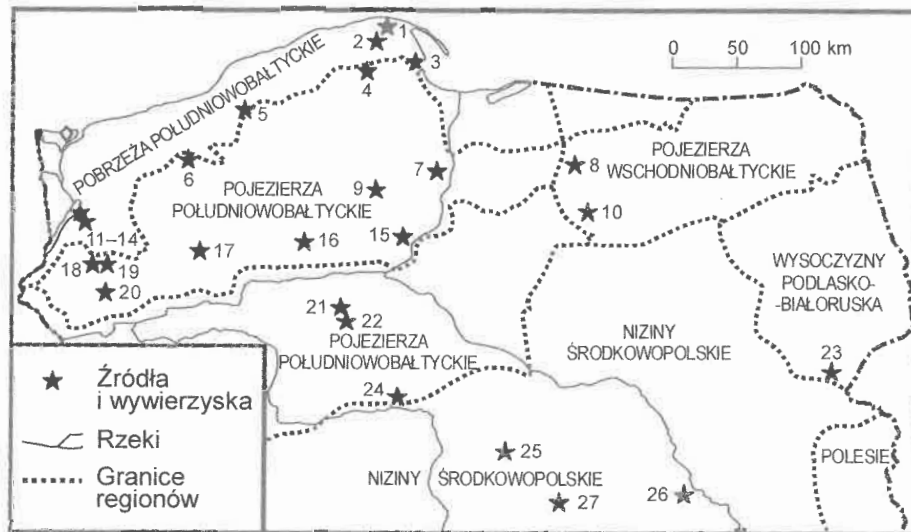 1
2
3
0 50 100 km
4
POBRZEŻA POŁUDNIOWOBAŁTYCKIE
5
6
POJEZIERZA
POŁUDNIOWOBAŁTYCKIE
7
8
POJEZIERZA
WSCHODNIOBAŁTYCKIE
9
10
11–14
15
16
17
18
19
20
WYSOCZYZNY
PODLASKO-
-BIAŁORUSKA
21
22
POJEZIERZA
POŁUDNIOWOBAŁTYCKIE
NIZINY
ŚRODKOWOPOLSKIE
23
24
25
NIZINY ŚRODKOWOPOLSKIE
26
27
POLESIE
Źródła
i wywierzyska
Rzeki
Granice
regionów